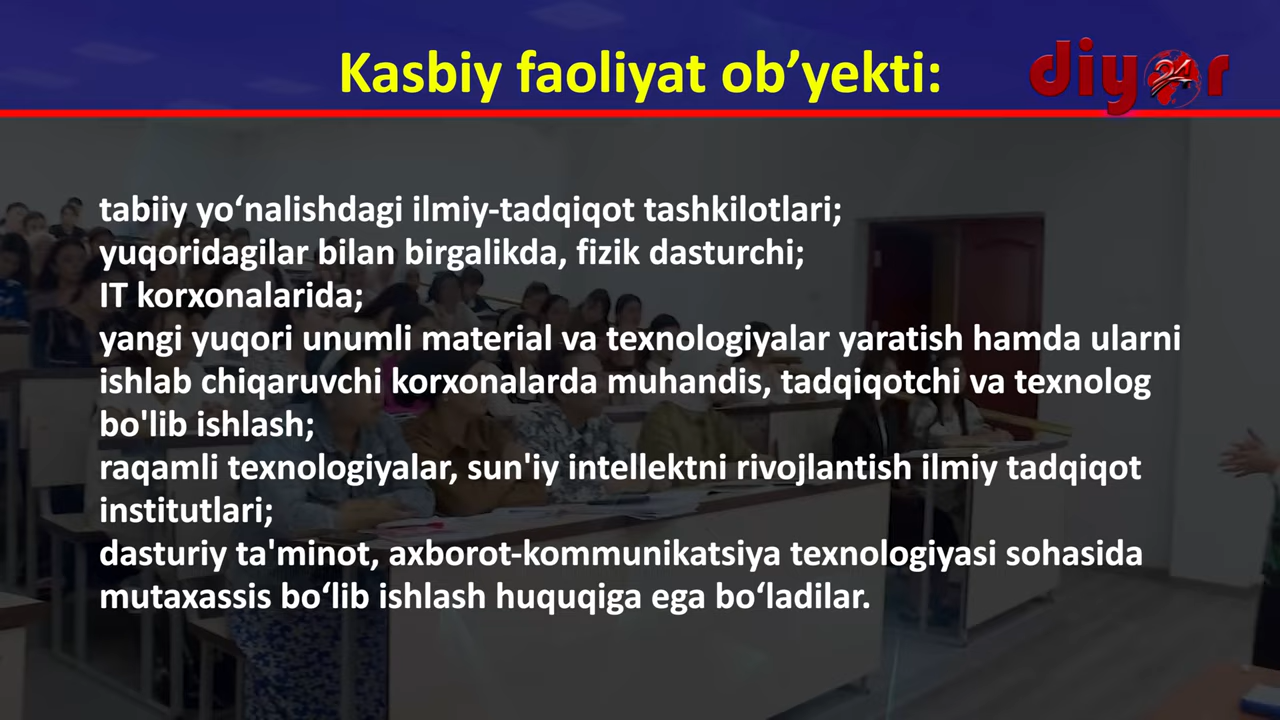 Kasbiy faoliyat ob’yekti:
diyor 24
tabiiy yo‘nalishdagi ilmiy-tadqiqot tashkilotlari;
yuqoridagilar bilan birgalikda, fizik dasturchi;
IT korxonalarida;
yangi yuqori unumli material va texnologiyalar yaratish hamda ularni
ishlab chiqaruvchi korxonalarda muhandis, tadqiqotchi va texnolog
bo'lib ishlash;
raqamli texnologiyalar, sun'iy intellektni rivojlantish ilmiy tadqiqot
institutlari;
dasturiy ta'minot, axborot-kommunikatsiya texnologiyasi sohasida
mutaxassis bo‘lib ishlash huquqiga ega bo‘ladilar.